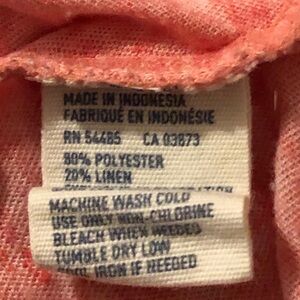 MADE IN INDONESIA
FABRIQUÉ EN INDONÉSIE
RN 54485 CA 03873
80% POLYESTER
20% LINEN
MACHINE WASH COLD
USE ONLY NON-CHLORINE
BLEACH WHEN NEEDED
TUMBLE DRY LOW
COOL IRON IF NEEDED